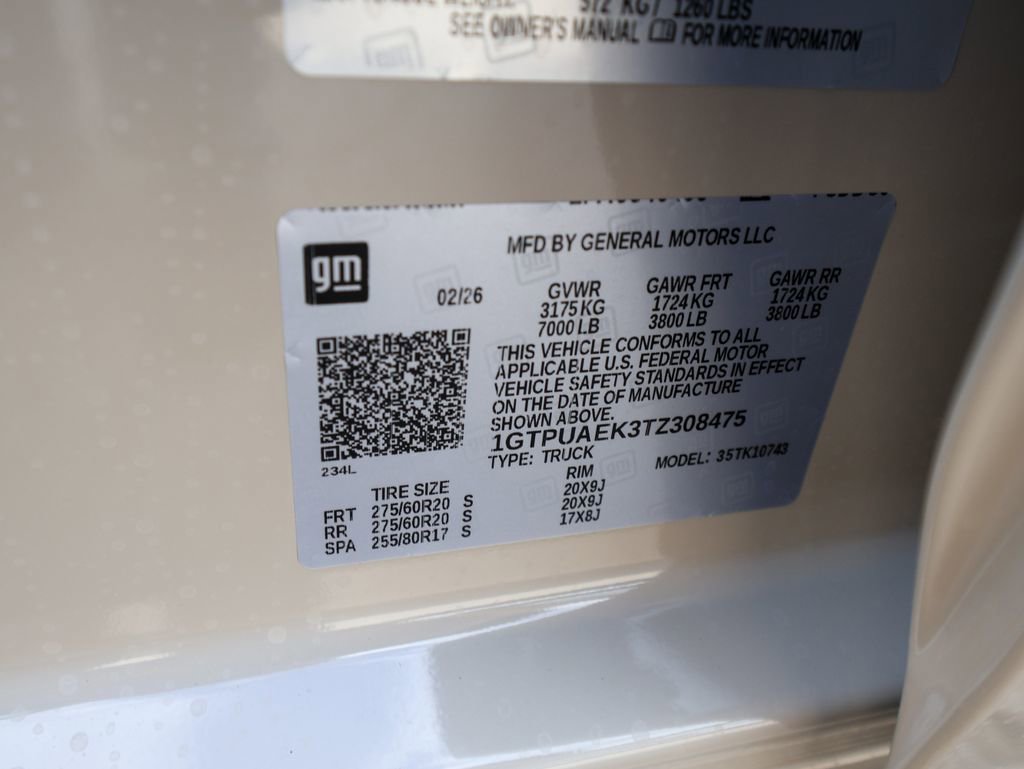 572 KG / 1260 LBS
SEE OWNER'S MANUAL FOR MORE INFORMATION
MFD BY GENERAL MOTORS LLC
gm
02/26
GVWR GAWR FRT GAWR RR
3175 KG 1724 KG 1724 KG
7000 LB 3800 LB 3800 LB
THIS VEHICLE CONFORMS TO ALL
APPLICABLE U.S. FEDERAL MOTOR
VEHICLE SAFETY STANDARDS IN EFFECT
ON THE DATE OF MANUFACTURE
SHOWN ABOVE.
1GTPUAEK3TZ308475
TYPE: TRUCK MODEL: 35TK10743
234L
TIRE SIZE RIM
FRT 275/60R20 S 20X9J
RR 275/60R20 S 20X9J
SPA 255/80R17 S 17X8J